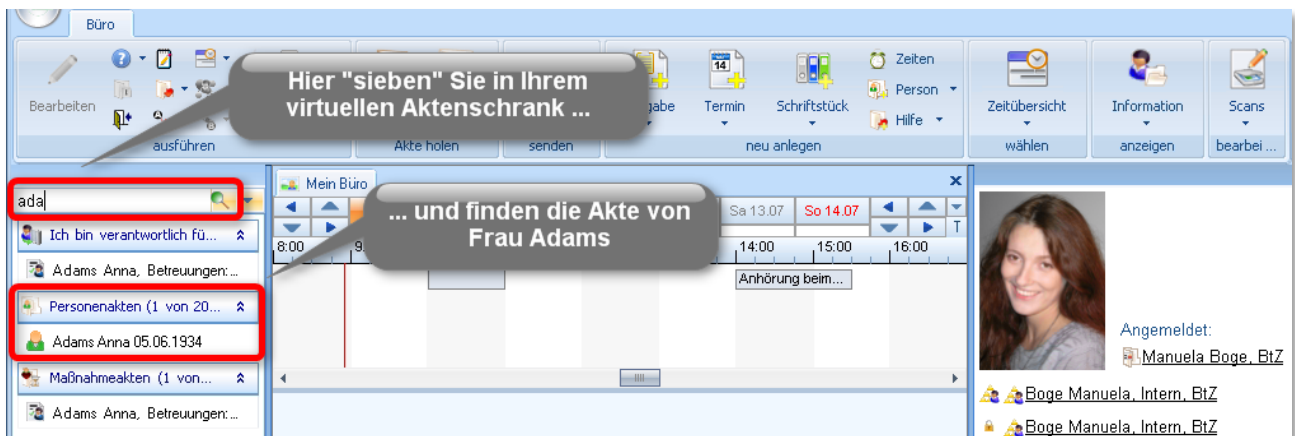 Büro
Hier "sieben" Sie in Ihrem
virtuellen Aktenschrank ...
Bearbeiten
Termin
Schriftstück
Zeiten
Person
Hilfe
Zeitübersicht
Information
Scans
ausführen
Akte holen
senden
neu anlegen
wählen
anzeigen
bearbei ...
ada
Mein Büro
x
... und finden die Akte von
Frau Adams
Sa 13.07
So 14.07
T
8:00
14:00
15:00
16:00
Ich bin verantwortlich fü...
Adams Anna, Betreuungen:...
Anhörung beim...
Personenakten (1 von 20...
Adams Anna 05.06.1934
Maßnahmeakten (1 von...
Adams Anna, Betreuungen:...
Angemeldet:
Manuela Boge, BtZ
Boge Manuela, Intern, BtZ
Boge Manuela, Intern, BtZ